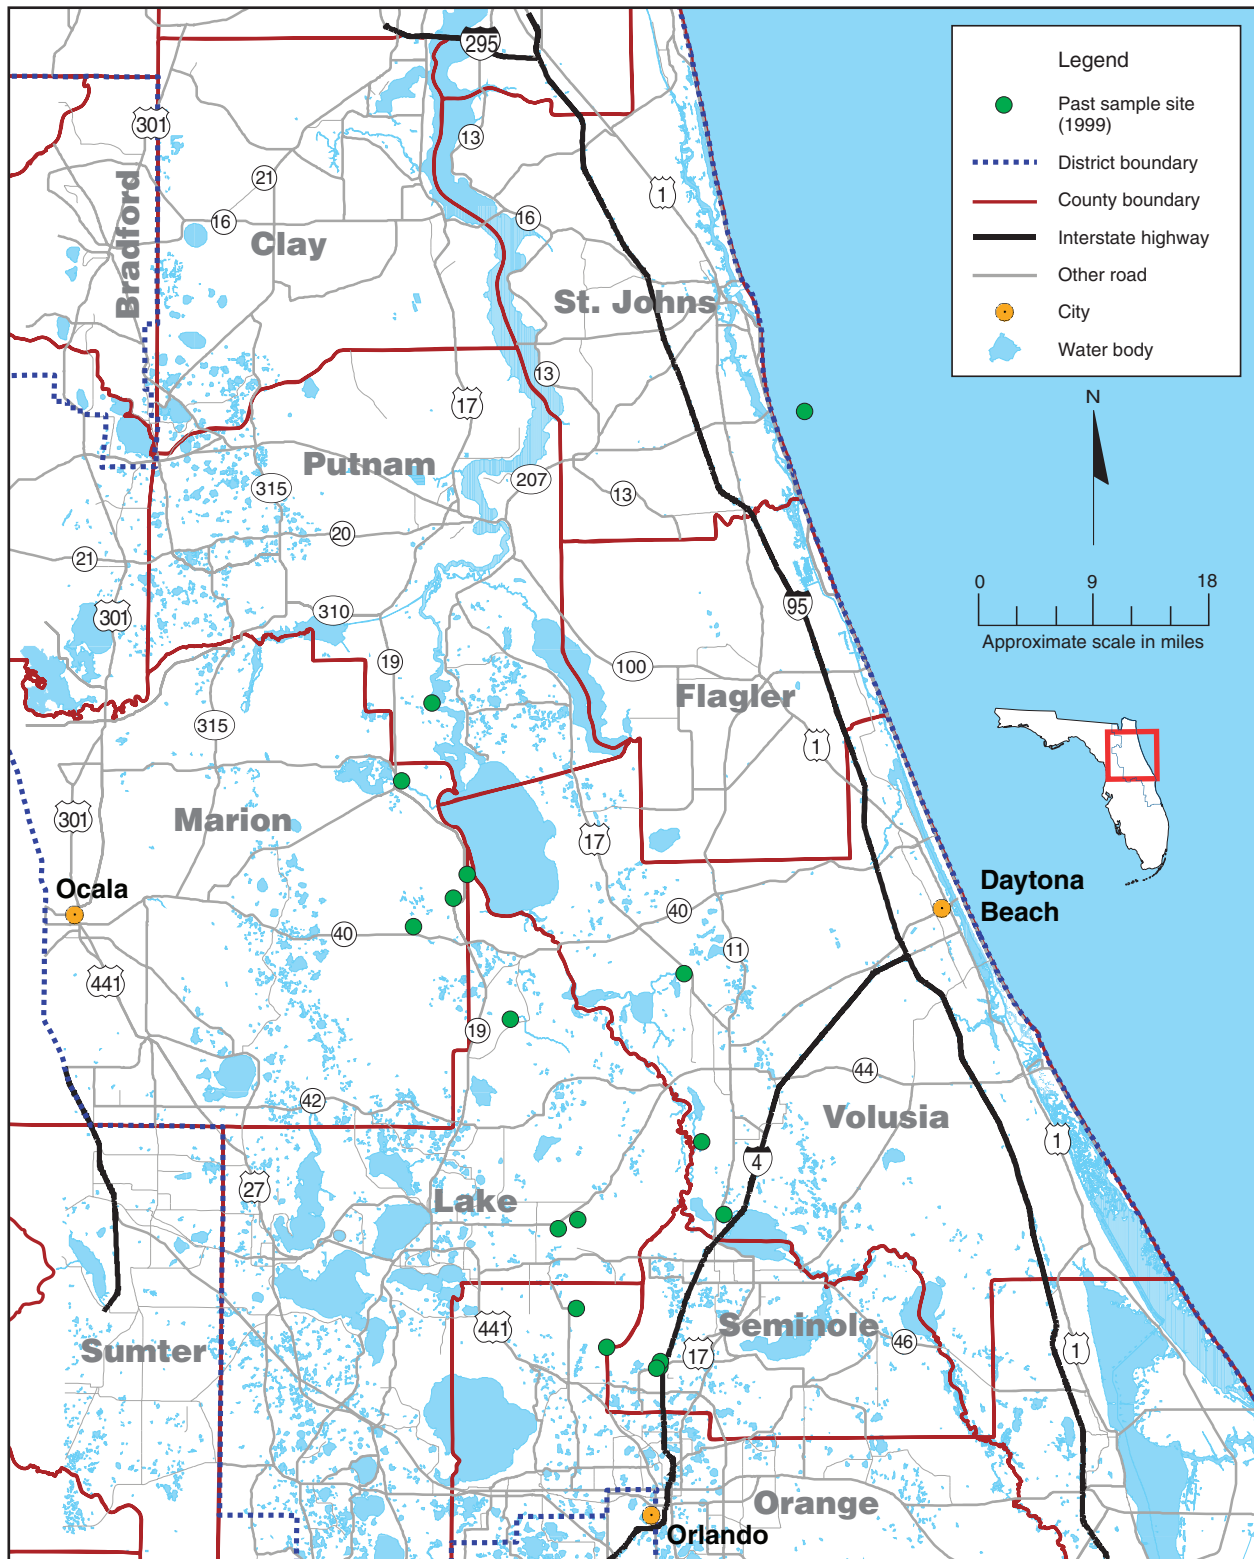 Legend
Past sample site
(1999)
District boundary
County boundary
Interstate highway
Other road
City
Water body
N
0 9 18
Approximate scale in miles
295
301
13
21
1
16
16
Bradford
Clay
St. Johns
13
17
Putnam
207
315
13
20
21
301
310
95
19
100
Flagler
315
1
301
Marion
17
Ocala
Daytona
Beach
40
40
11
441
19
44
42
Volusia
1
4
27
Lake
441
Seminole
46
17
1
Sumter
Orange
Orlando